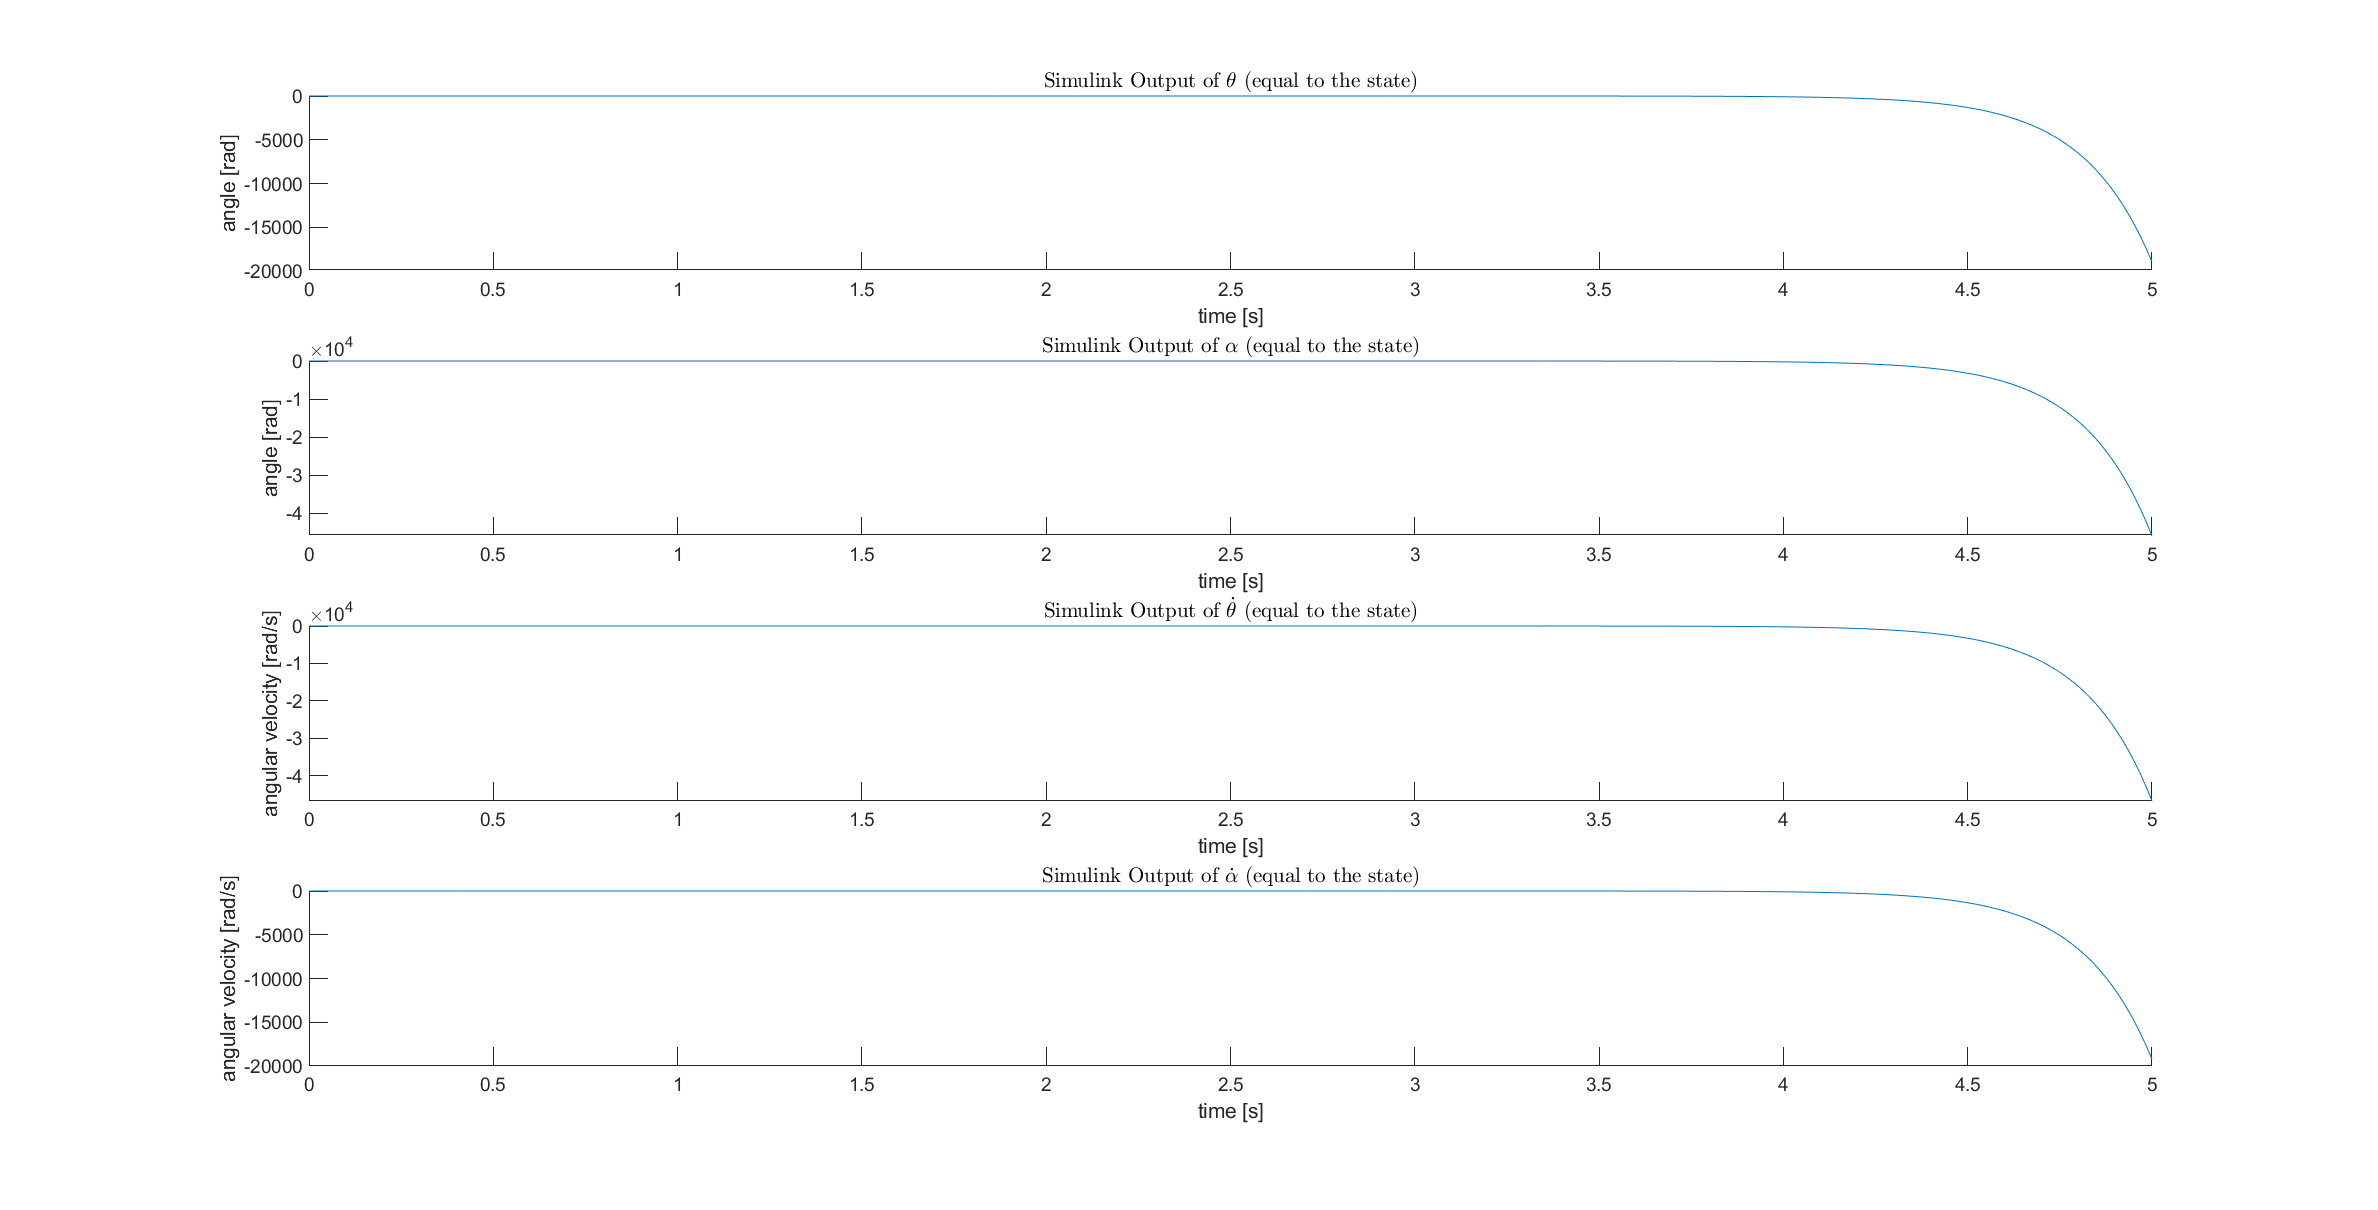 Simulink Output of θ (equal to the state)
0
-5000
-10000
-15000
-20000
angle [rad]
0 0.5 1 1.5 2 2.5 3 3.5 4 4.5 5
time [s]
Simulink Output of α (equal to the state)
×10⁴
0
-1
-2
-3
-4
angle [rad]
0 0.5 1 1.5 2 2.5 3 3.5 4 4.5 5
time [s]
Simulink Output of θ̇ (equal to the state)
×10⁴
0
-1
-2
-3
-4
angular velocity [rad/s]
0 0.5 1 1.5 2 2.5 3 3.5 4 4.5 5
time [s]
Simulink Output of α̇ (equal to the state)
0
-5000
-10000
-15000
-20000
angular velocity [rad/s]
0 0.5 1 1.5 2 2.5 3 3.5 4 4.5 5
time [s]